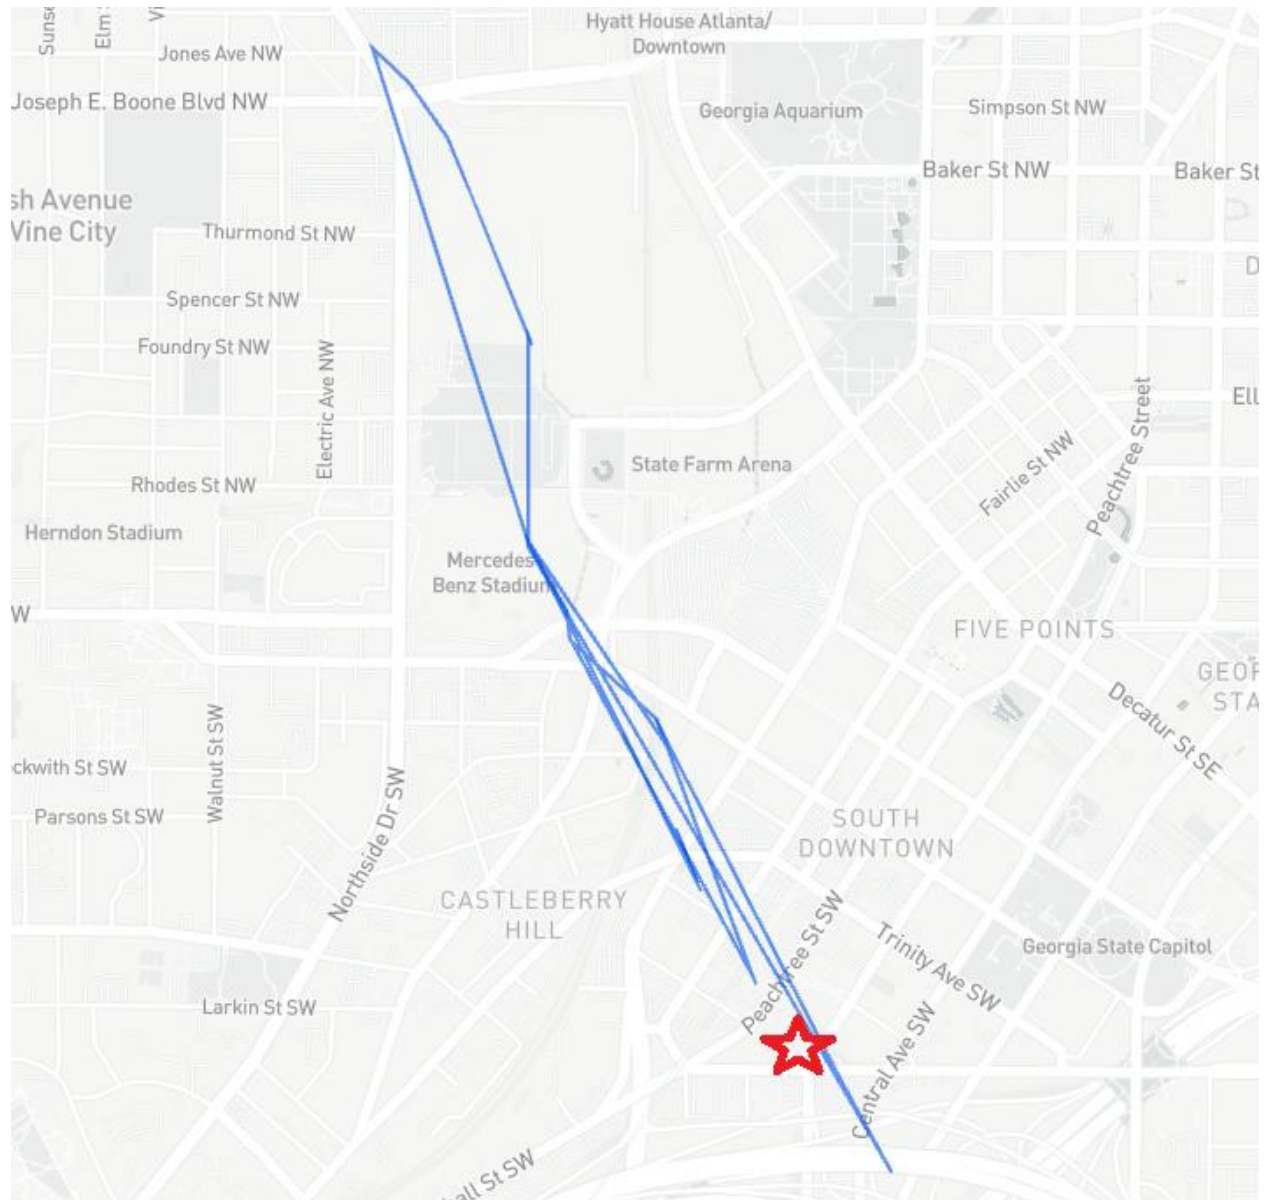 Sunse
Elm
Hyatt House Atlanta/
Downtown
Jones Ave NW
Joseph E. Boone Blvd NW
Georgia Aquarium
Simpson St NW
Baker St NW
Baker St
sh Avenue
Vine City
Thurmond St NW
D
Spencer St NW
Foundry St NW
Electric Ave NW
Peachtree Street
Ell
State Farm Arena
Fairlie St NW
Rhodes St NW
Herndon Stadium
Mercedes
Benz Stadium
W
FIVE POINTS
GEOR
STA
Decatur St SE
Walnut St SW
ckwith St SW
Northside Dr SW
Parsons St SW
SOUTH
DOWNTOWN
CASTLEBERRY
HILL
Peachtree St SW
Trinity Ave SW
Georgia State Capitol
Larkin St SW
Central Ave SW
all St SW